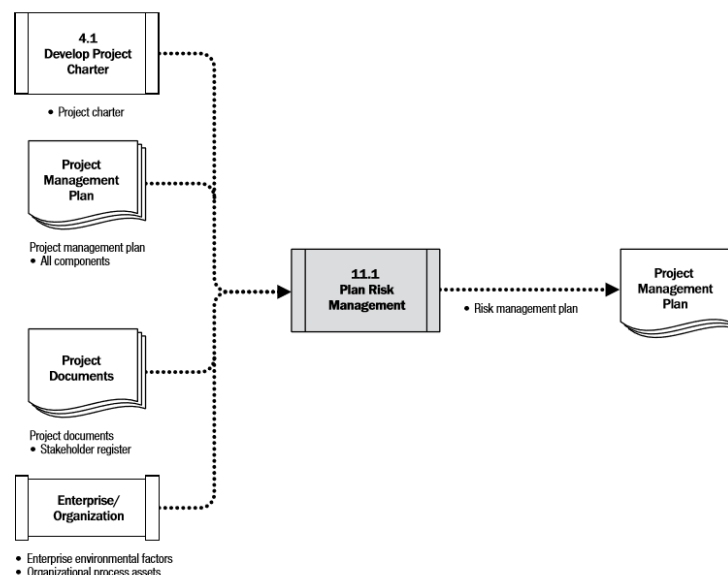 4.1
Develop Project
Charter
• Project charter
Project
Management
Plan
Project management plan
• All components
11.1
Plan Risk
Management
• Risk management plan
Project
Management
Plan
Project
Documents
Project documents
• Stakeholder register
Enterprise/
Organization
• Enterprise environmental factors
• Organizational process assets